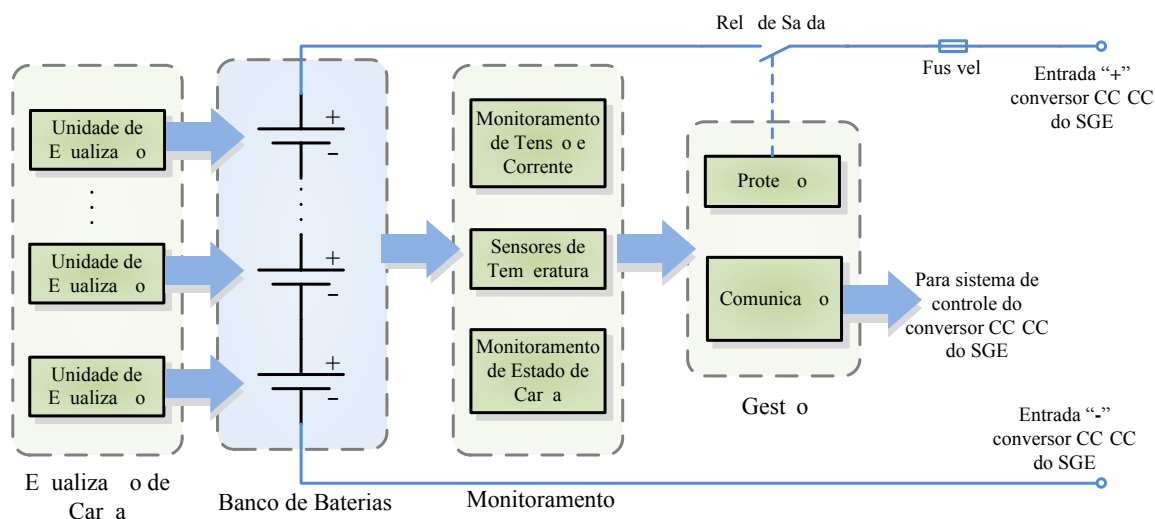 Rel de Sa da
Fus vel
Entrada “+”
conversor CC CC
do SGE
Unidade de
E ualiza o
Unidade de
E ualiza o
Unidade de
E ualiza o
+
−
+
−
+
−
Monitoramento
de Tens o e
Corrente
Sensores de
Tem eratura
Monitoramento
de Estado de
Car a
Prote o
Comunica o
Para sistema de
controle do
conversor CC CC
do SGE
Gest o
Entrada “-”
conversor CC CC
do SGE
E ualiza o de
Car a
Banco de Baterias
Monitoramento